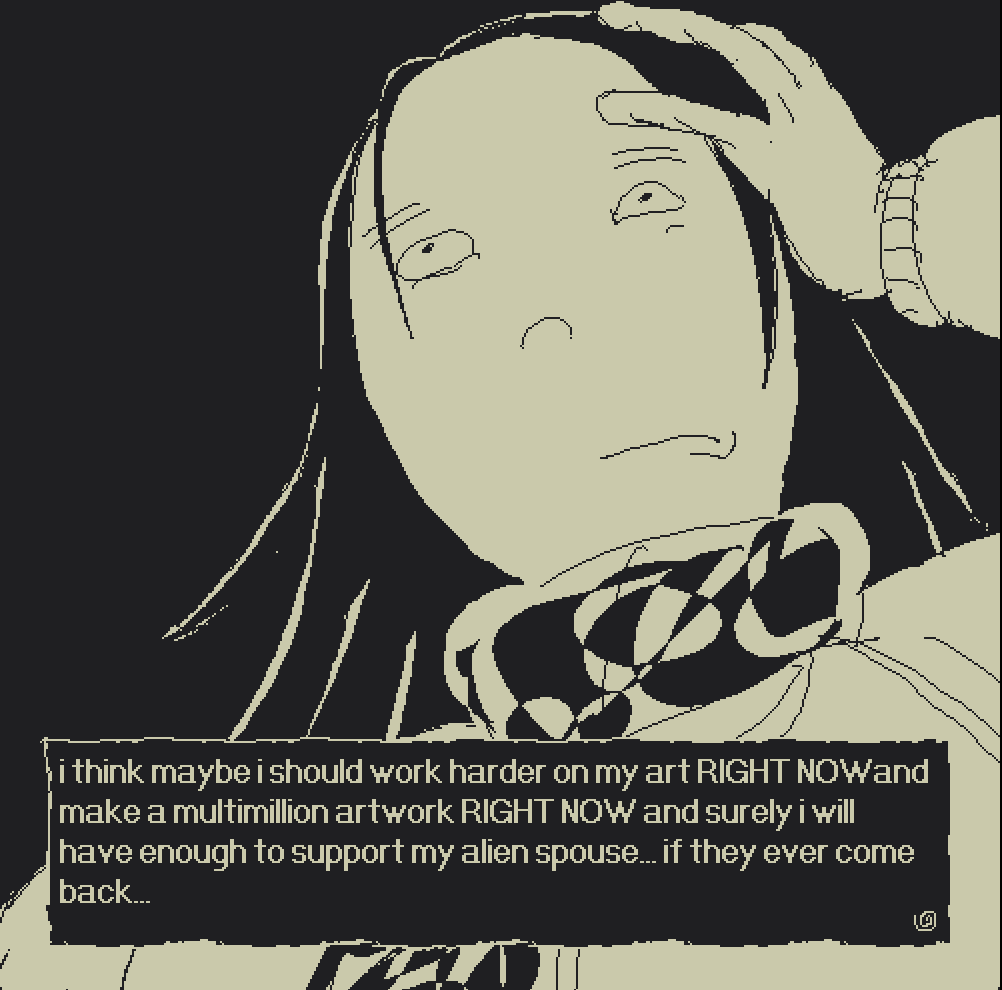 i think maybe i should work harder on my art RIGHT NOWand
make a multimillion artwork RIGHT NOW and surely i will
have enough to support my alien spouse... if they ever come
back...